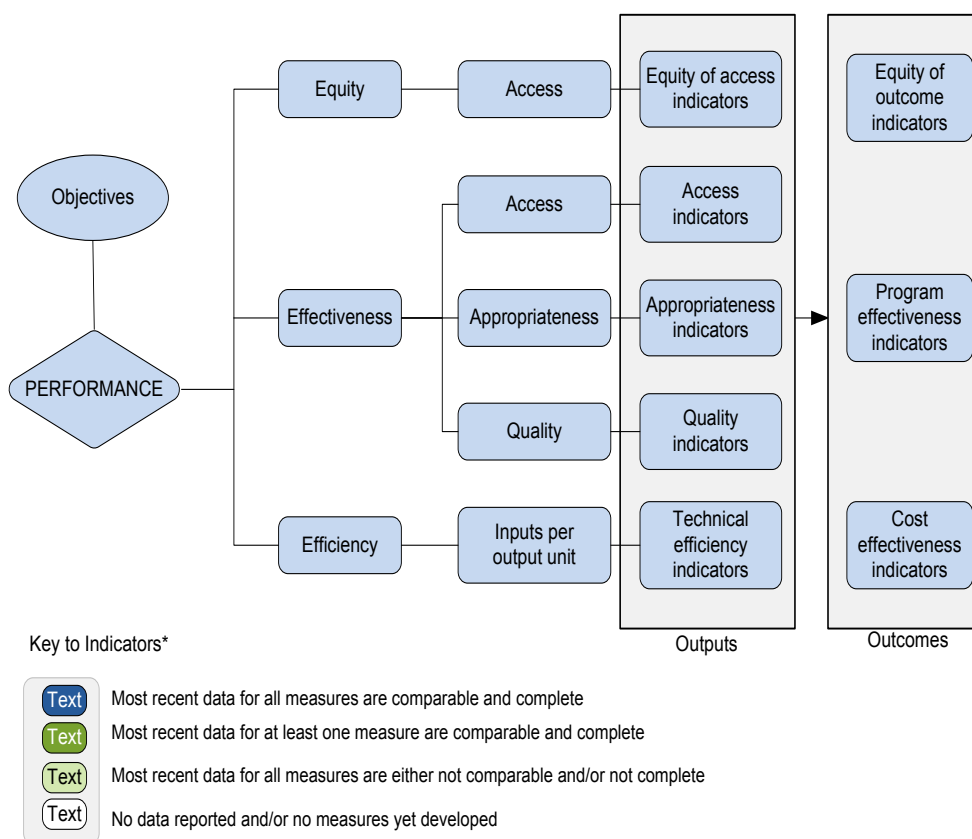 Objectives
PERFORMANCE
Equity
Access
Equity of access
indicators
Equity of
outcome
indicators
Access
Access
indicators
Effectiveness
Appropriateness
Appropriateness
indicators
Program
effectiveness
indicators
Quality
Quality
indicators
Efficiency
Inputs per
output unit
Technical
efficiency
indicators
Cost
effectiveness
indicators
Outputs
Outcomes
Key to Indicators*
Text
Most recent data for all measures are comparable and complete
Text
Most recent data for at least one measure are comparable and complete
Text
Most recent data for all measures are either not comparable and/or not complete
Text
No data reported and/or no measures yet developed